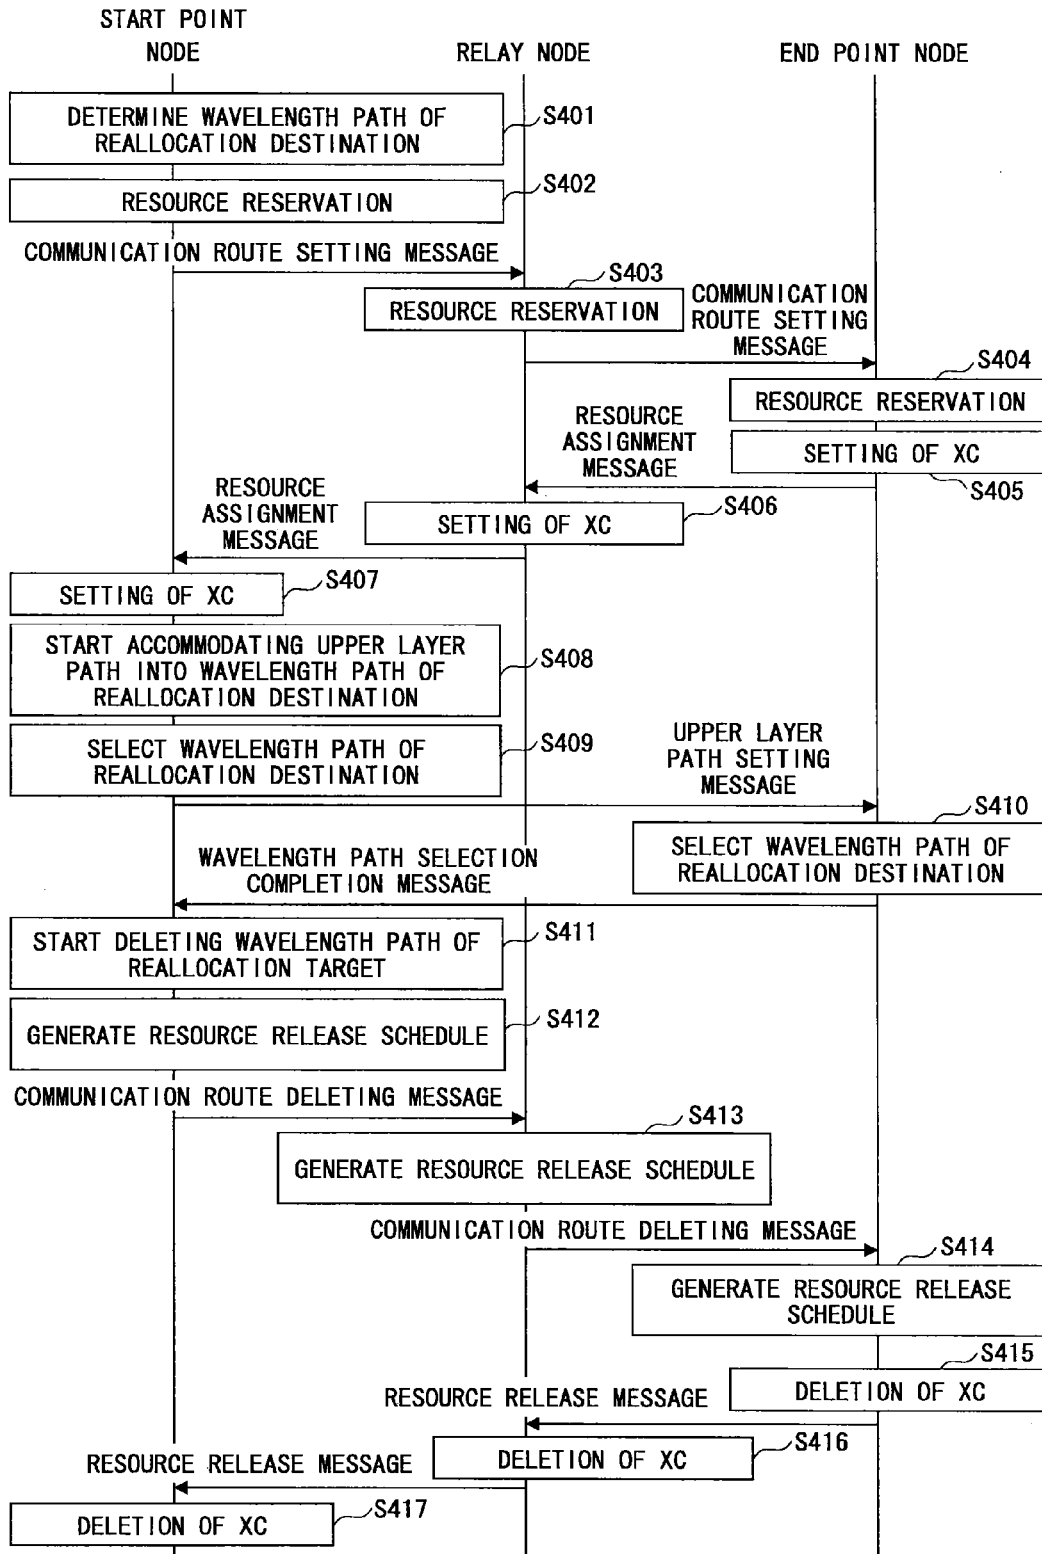 START POINT
NODE
RELAY NODE
END POINT NODE
DETERMINE WAVELENGTH PATH OF
REALLOCATION DESTINATION
S401
RESOURCE RESERVATION
S402
COMMUNICATION ROUTE SETTING MESSAGE
S403
RESOURCE RESERVATION
COMMUNICATION
ROUTE SETTING
MESSAGE
S404
RESOURCE RESERVATION
RESOURCE
ASSIGNMENT
MESSAGE
SETTING OF XC
S405
RESOURCE
ASSIGNMENT
MESSAGE
SETTING OF XC
S406
SETTING OF XC
S407
START ACCOMMODATING UPPER LAYER
PATH INTO WAVELENGTH PATH OF
REALLOCATION DESTINATION
S408
SELECT WAVELENGTH PATH OF
REALLOCATION DESTINATION
S409
UPPER LAYER
PATH SETTING
MESSAGE
S410
SELECT WAVELENGTH PATH OF
REALLOCATION DESTINATION
WAVELENGTH PATH SELECTION
COMPLETION MESSAGE
START DELETING WAVELENGTH PATH OF
REALLOCATION TARGET
S411
GENERATE RESOURCE RELEASE SCHEDULE
S412
COMMUNICATION ROUTE DELETING MESSAGE
S413
GENERATE RESOURCE RELEASE SCHEDULE
COMMUNICATION ROUTE DELETING MESSAGE
S414
GENERATE RESOURCE RELEASE
SCHEDULE
S415
DELETION OF XC
RESOURCE RELEASE MESSAGE
S416
DELETION OF XC
RESOURCE RELEASE MESSAGE
S417
DELETION OF XC